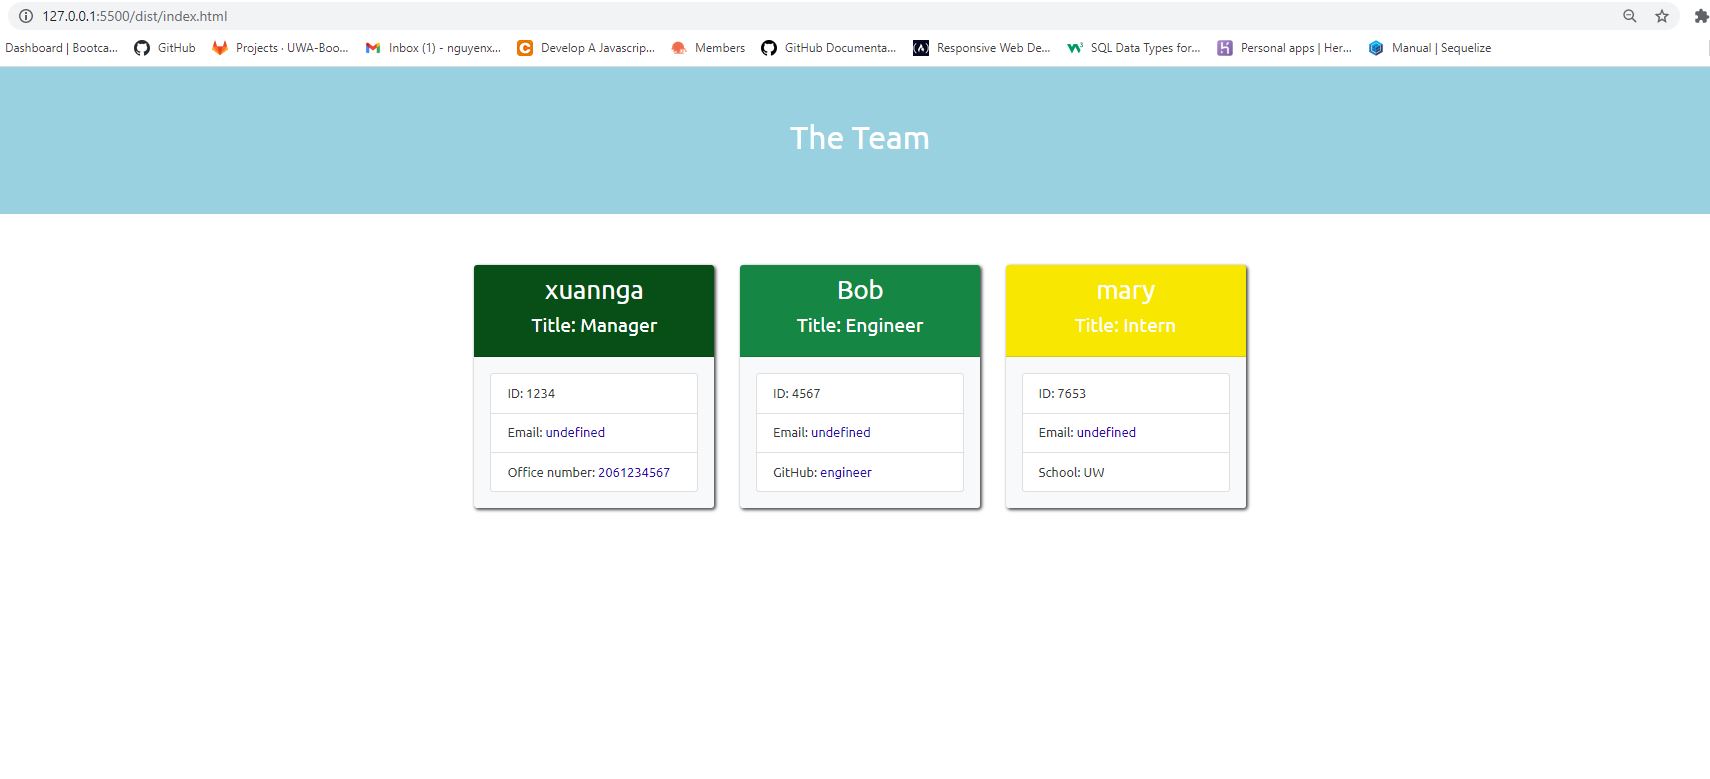 127.0.0.1:5500/dist/index.html
Dashboard | Bootca... GitHub Projects · UWA-Boo... Inbox (1) - nguyenx... Develop A Javascrip... Members GitHub Documenta... Responsive Web De... SQL Data Types for... Personal apps | Her... Manual | Sequelize
The Team
xuannga
Title: Manager
ID: 1234
Email: undefined
Office number: 2061234567
Bob
Title: Engineer
ID: 4567
Email: undefined
GitHub: engineer
mary
Title: Intern
ID: 7653
Email: undefined
School: UW